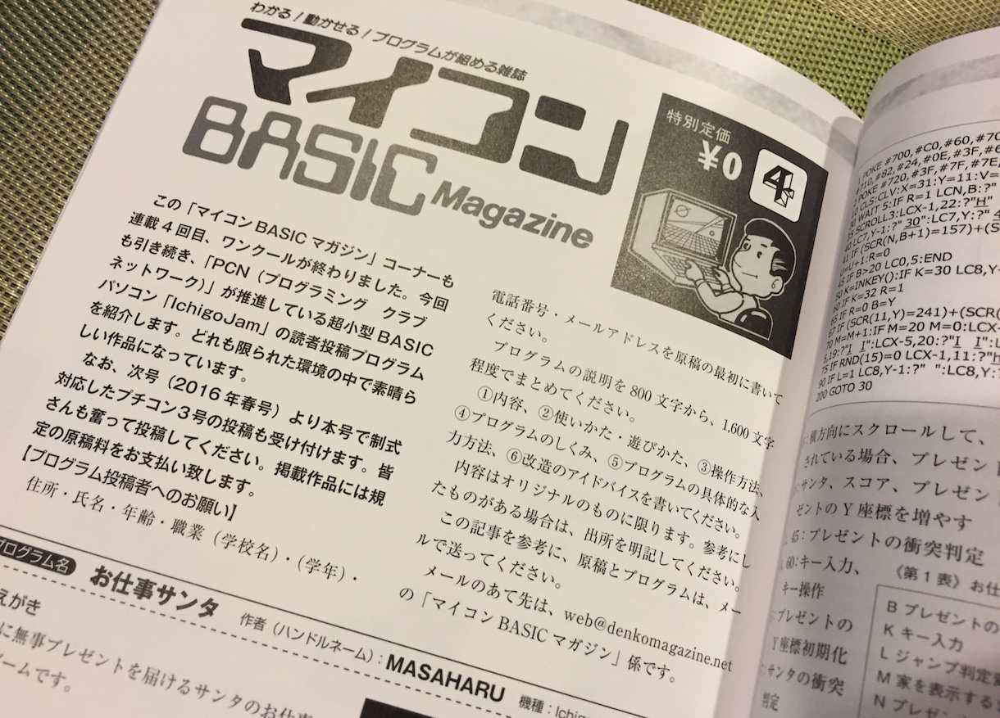 わかる！動かせる！プログラムが組める雑誌
マイコン
BASIC Magazine
特別定価
¥0
4
この「マイコンBASICマガジン」コーナーも
連載4回目、ワンクールが終わりました。今回
も引き続き、「PCN（プログラミング クラブ
ネットワーク）」が推進している超小型BASIC
パソコン「IchigoJam」の読者投稿プログラム
を紹介します。どれも限られた環境の中で素晴ら
しい作品になっています。
なお、次号（2016年春号）より本号で制式
対応したプチコン3号の投稿も受け付けます。皆
さんも奮って投稿してください。掲載作品には規
定の原稿料をお支払い致します。
【プログラム投稿者へのお願い】
住所・氏名・年齢・職業（学校名）・（学年）・
電話番号・メールアドレスを原稿の最初に書いて
ください。
プログラムの説明を800文字から、1,600文字
程度でまとめてください。
①内容、②使いかた・遊びかた、③操作方法、
④プログラムのしくみ、⑤プログラムの具体的な入
力方法、⑥改造のアイドバイスを書いてください。
内容はオリジナルのものに限ります。参考にし
たものがある場合は、出所を明記してください。
この記事を参考に、原稿とプログラムは、メー
ルで送ってください。
メールのあて先は、web@denkomagazine.net
の「マイコンBASICマガジン」係です。
プログラム名
お仕事サンタ
作者（ハンドルネーム）：MASAHARU
機種：Ichig
えがき
に無事プレゼントを届けるサンタのお仕事
ームです。
POKE #700,#C0,#60,#70
#710,#82,#24,#0E,#3F,#6
POKE #720,#3F,#7F,#7E,
CLS:CLV:X=31:Y=11:V=
30 WAIT 5:IF R=1 LCN,B:?"
35 SCROLL3:LCX-1,22:?"H"
40 LC7,Y-1:?" 30":LC7,Y:?" 4
41 IF (SCR(N,B+1)=157)+(S
U=U+1:R=0
45 IF B>20 LC0,5:END
50 K=INKEY():IF K=30 LC8,Y-
60 IF K=32 R=1
65 IF R=0 B=Y
67 IF (SCR(11,Y)=241)+(SCR(
70 M=M+1:IF M=20 M=0:LCX-
5,19:?"I I":LCX-5,20:?"I I":L
75 IF RND(15)=0 LCX-1,11:?"h
90 IF L=1 LC8,Y-1:?" ":LC8,Y:?
200 GOTO 30
横方向にスクロールして、
されている場合、プレゼント
サンタ、スコア、プレゼン
ゼントのY座標を増やす
45：プレゼントの衝突判定
60：キー入力、
キー操作
プレゼントの
Y座標初期化
サンタの衝突
判定
《第1表》お仕
B プレゼントの
K キー入力
L ジャンプ判定
M 家を表示する
N プレゼン